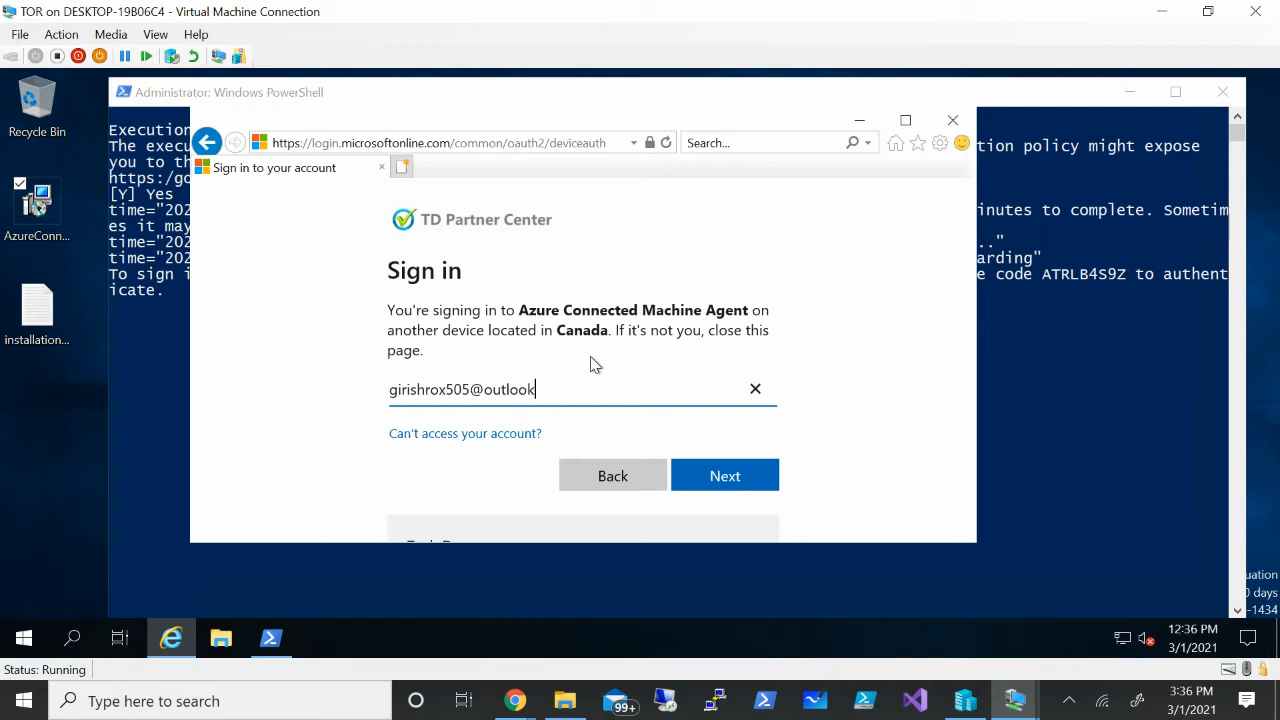 TOR on DESKTOP-19B06C4 - Virtual Machine Connection
File Action Media View Help
Recycle Bin
AzureConn...
installation...
Administrator: Windows PowerShell
Execution
The execu
tion policy might expose
you to th
https:/go
[Y] Yes
time="202
inutes to complete. Sometim
es it may
time="202
.."
time="202
arding"
To sign i
e code ATRLB4S9Z to authent
icate.
https://login.microsoftonline.com/common/oauth2/deviceauth
Search...
Sign in to your account
TD Partner Center
Sign in
You're signing in to Azure Connected Machine Agent on
another device located in Canada. If it's not you, close this
page.
girishrox505@outlook
Can't access your account?
Back
Next
uation
0 days
-1434
12:36 PM
3/1/2021
Status: Running
Type here to search
99+
3:36 PM
3/1/2021